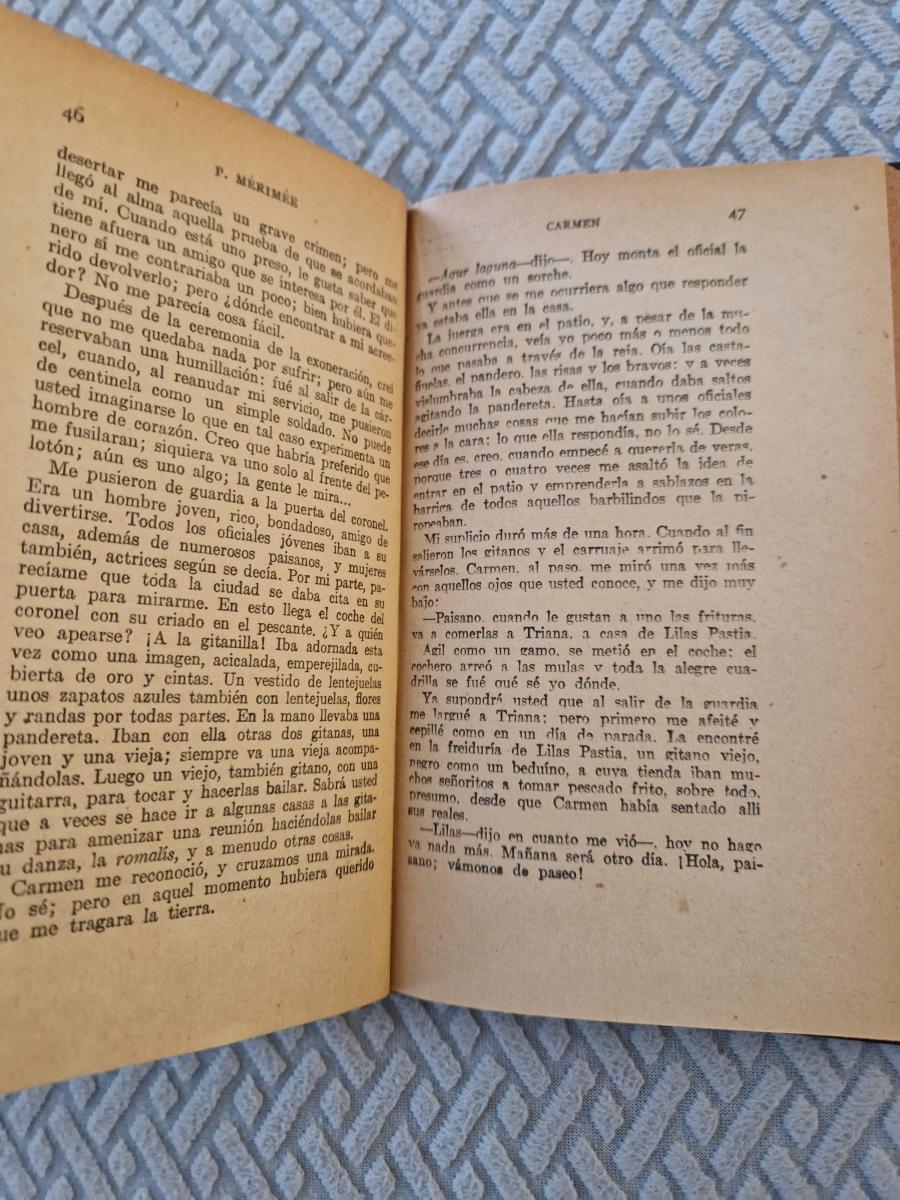 46
P. MÉRIMÉE
desertar me parecía un grave crimen; pero me
llegó al alma aquella prueba de que se acordaban
de mí. Cuando está uno preso, le gusta saber que
tiene afuera un amigo que se interesa por él. El di-
nero sí me contrariaba un poco; bien hubiera que-
rido devolverlo; pero ¿dónde encontrar a mi acree-
dor? No me parecía cosa fácil.
Después de la ceremonia de la exoneración, creí
que no me quedaba nada por sufrir; pero aún me
reservaban una humillación: fué al salir de la cár-
cel, cuando, al reanudar mi servicio, me pusieron
de centinela como un simple soldado. No puede
usted imaginarse lo que en tal caso experimenta un
hombre de corazón. Creo que habría preferido que
me fusilaran; siquiera va uno solo al frente del pe-
lotón; aún es uno algo; la gente le mira...
Me pusieron de guardia a la puerta del coronel.
Era un hombre joven, rico, bondadoso, amigo de
divertirse. Todos los oficiales jóvenes iban a su
casa, además de numerosos paisanos, y mujeres
también, actrices según se decía. Por mi parte, pa-
recíame que toda la ciudad se daba cita en su
puerta para mirarme. En esto llega el coche del
coronel con su criado en el pescante. ¿Y a quién
veo apearse? ¡A la gitanilla! Iba adornada esta
vez como una imagen, acicalada, emperejilada, cu-
bierta de oro y cintas. Un vestido de lentejuelas
unos zapatos azules también con lentejuelas, flores
y randas por todas partes. En la mano llevaba una
pandereta. Iban con ella otras dos gitanas, una
joven y una vieja; siempre va una vieja acompa-
ñándolas. Luego un viejo, también gitano, con una
guitarra, para tocar y hacerlas bailar. Sabrá usted
que a veces se hace ir a algunas casas a las gita-
nas para amenizar una reunión haciéndolas bailar
u danza, la romalis, y a menudo otras cosas.
Carmen me reconoció, y cruzamos una mirada.
No sé; pero en aquel momento hubiera querido
ue me tragara la tierra.
CARMEN
47
—Agur laguna—dijo—. Hoy monta el oficial la
guardia como un sorche.
Y antes que se me ocurriera algo que responder
ya estaba ella en la casa.
La juerga era en el patio, y, a pesar de la mu-
cha concurrencia, veía yo poco más o menos todo
lo que pasaba a través de la reja. Oía las casta-
ñuelas, el pandero, las risas y los bravos; y a veces
vislumbraba la cabeza de ella, cuando daba saltos
agitando la pandereta. Hasta oía a unos oficiales
decirle muchas cosas que me hacían subir los colo-
res a la cara; lo que ella respondía, no lo sé. Desde
ese día es, creo, cuando empecé a quererla de veras,
porque tres o cuatro veces me asaltó la idea de
entrar en el patio y emprenderla a sablazos en la
barriga de todos aquellos barbilindos que la pi-
ropeaban.
Mi suplicio duró más de una hora. Cuando al fin
salieron los gitanos y el carruaje arrimó para lle-
várselos, Carmen, al paso, me miró una vez más
con aquellos ojos que usted conoce, y me dijo muy
bajo:
—Paisano, cuando le gustan a uno las frituras,
va a comerlas a Triana, a casa de Lilas Pastia.
Agil como un gamo, se metió en el coche; el
cochero arreó a las mulas y toda la alegre cua-
drilla se fué qué sé yo dónde.
Ya supondrá usted que al salir de la guardia
me largué a Triana; pero primero me afeité y
cepillé como en un día de parada. La encontré
en la freiduría de Lilas Pastia, un gitano viejo,
negro como un beduíno, a cuya tienda iban mu-
chos señoritos a tomar pescado frito, sobre todo,
presumo, desde que Carmen había sentado allí
sus reales.
—Lilas—dijo en cuanto me vió—, hoy no hago
ya nada más. Mañana será otro día. ¡Hola, pai-
sano; vámonos de paseo!